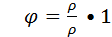 φ = ρ/ρ • 1